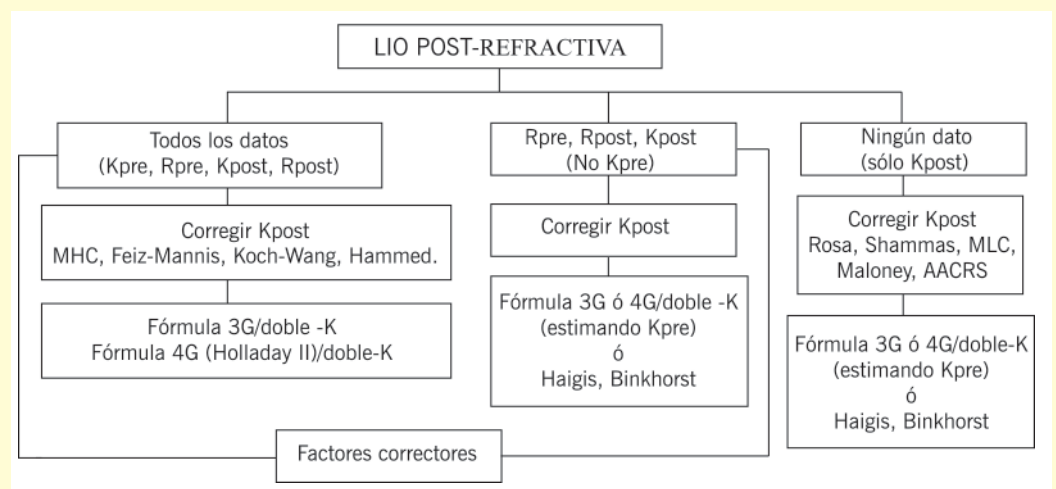 LIO POST-REFRACTIVA
Todos los datos
(Kpre, Rpre, Kpost, Rpost)
Corregir Kpost
MHC, Feiz-Mannis, Koch-Wang, Hammed.
Fórmula 3G/doble -K
Fórmula 4G (Holladay II)/doble-K
Rpre, Rpost, Kpost
(No Kpre)
Corregir Kpost
Fórmula 3G ó 4G/doble -K
(estimando Kpre)
ó
Haigis, Binkhorst
Ningún dato
(sólo Kpost)
Corregir Kpost
Rosa, Shammas, MLC,
Maloney, AACRS
Fórmula 3G ó 4G/doble-K
(estimando Kpre)
ó
Haigis, Binkhorst
Factores correctores